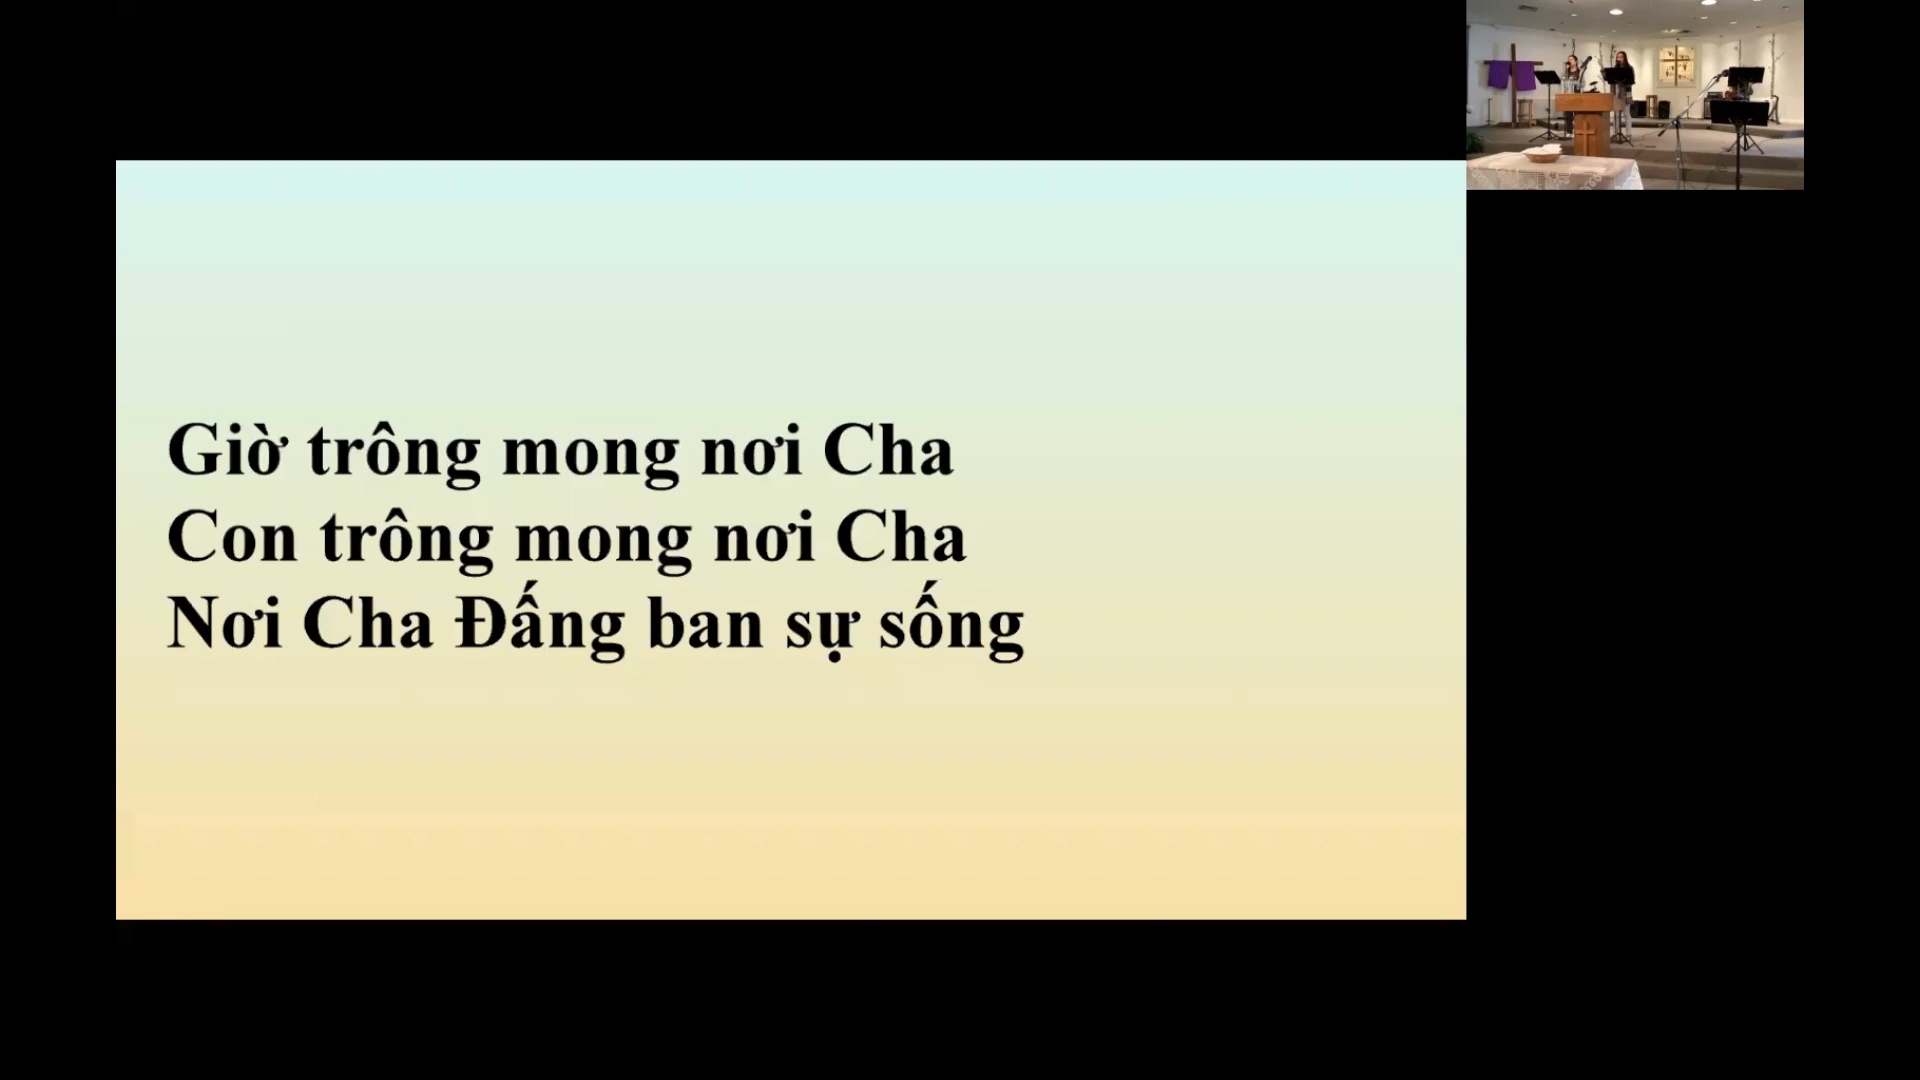 Giờ trông mong nơi Cha
Con trông mong nơi Cha
Nơi Cha Đấng ban sự sống